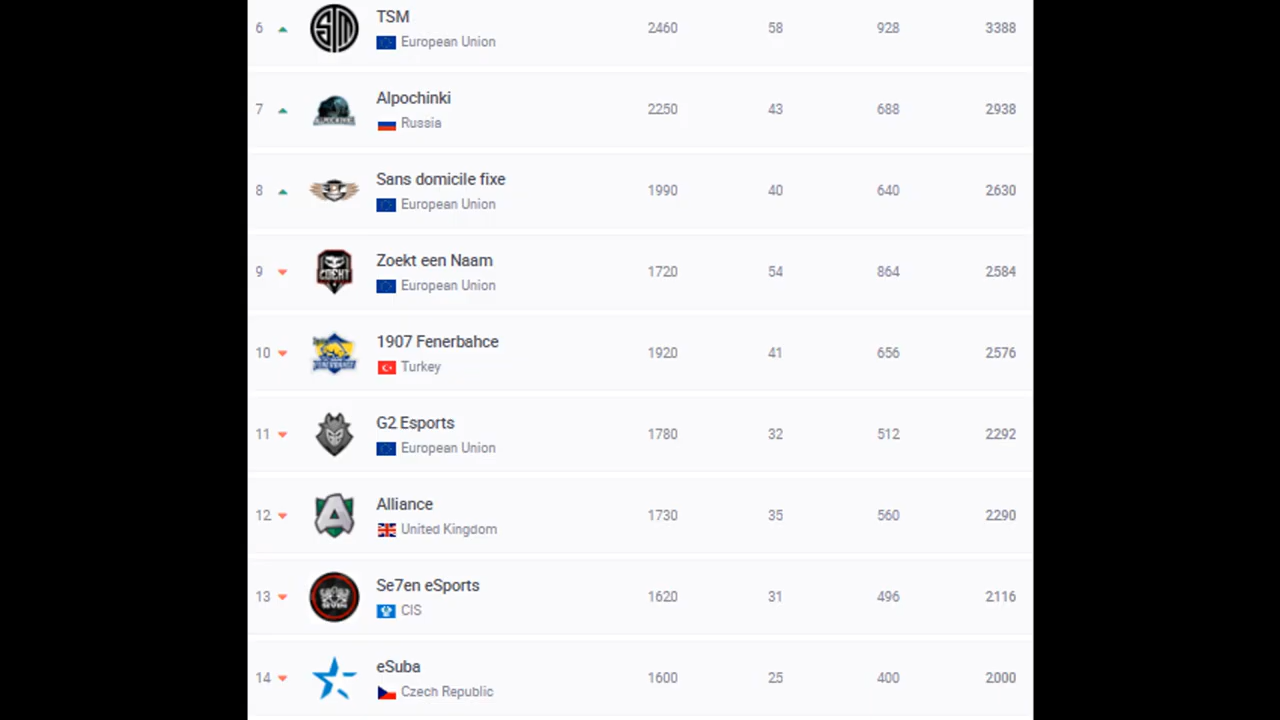 6 TSM 2460 58 928 3388
European Union
7 Alpochinki 2250 43 688 2938
Russia
8 Sans domicile fixe 1990 40 640 2630
European Union
9 Zoekt een Naam 1720 54 864 2584
European Union
10 1907 Fenerbahce 1920 41 656 2576
Turkey
11 G2 Esports 1780 32 512 2292
European Union
12 Alliance 1730 35 560 2290
United Kingdom
13 Se7en eSports 1620 31 496 2116
CIS
14 eSuba 1600 25 400 2000
Czech Republic